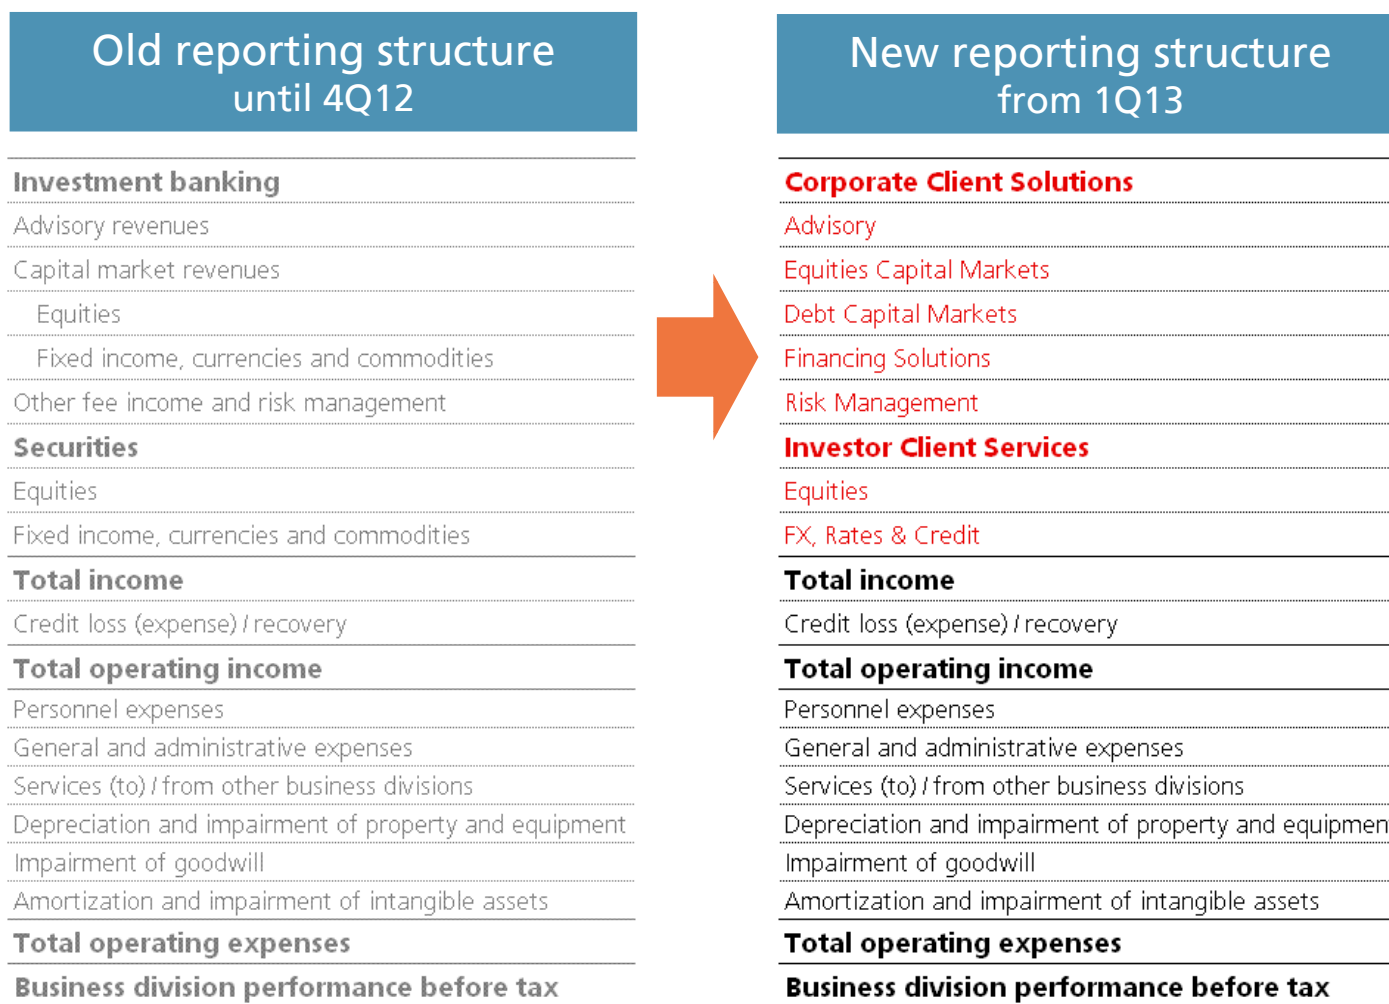 Old reporting structure
until 4Q12
Investment banking
Advisory revenues
Capital market revenues
Equities
Fixed income, currencies and commodities
Other fee income and risk management
Securities
Equities
Fixed income, currencies and commodities
Total income
Credit loss (expense) / recovery
Total operating income
Personnel expenses
General and administrative expenses
Services (to) / from other business divisions
Depreciation and impairment of property and equipment
Impairment of goodwill
Amortization and impairment of intangible assets
Total operating expenses
Business division performance before tax
New reporting structure
from 1Q13
Corporate Client Solutions
Advisory
Equities Capital Markets
Debt Capital Markets
Financing Solutions
Risk Management
Investor Client Services
Equities
FX, Rates & Credit
Total income
Credit loss (expense) / recovery
Total operating income
Personnel expenses
General and administrative expenses
Services (to) / from other business divisions
Depreciation and impairment of property and equipment
Impairment of goodwill
Amortization and impairment of intangible assets
Total operating expenses
Business division performance before tax